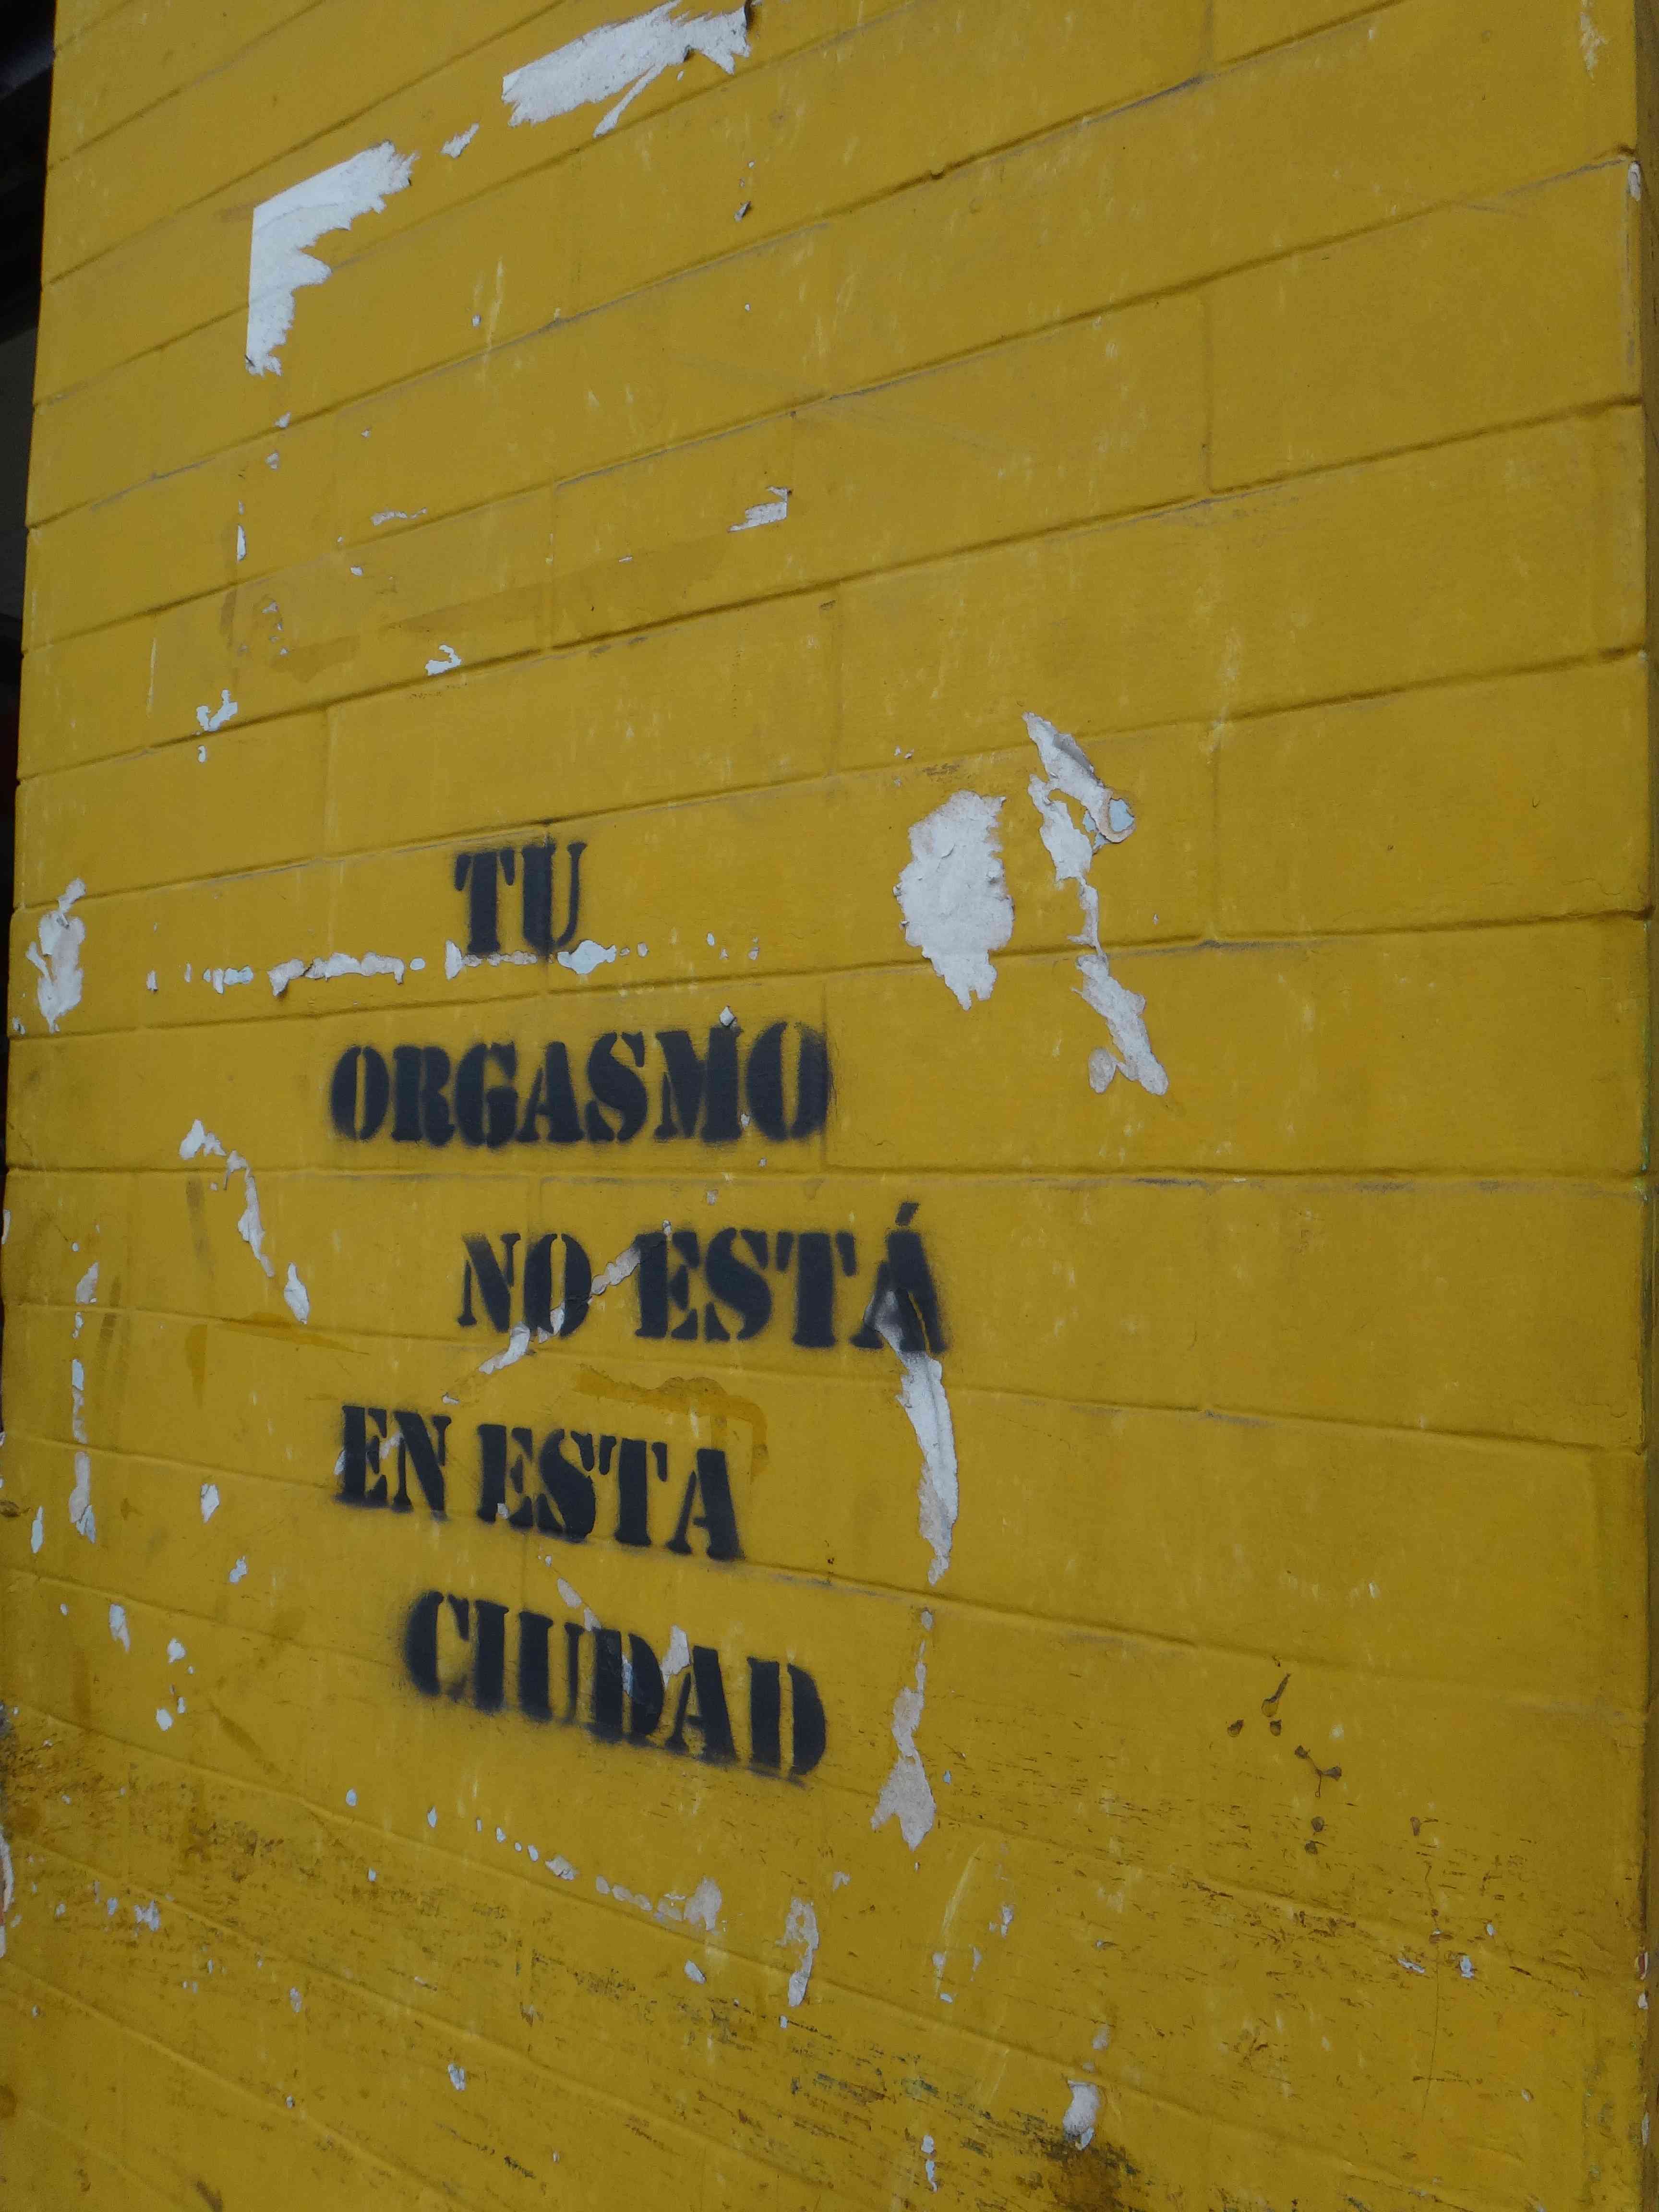 TU
ORGASMO
NO ESTÁ
EN ESTA
CIUDAD